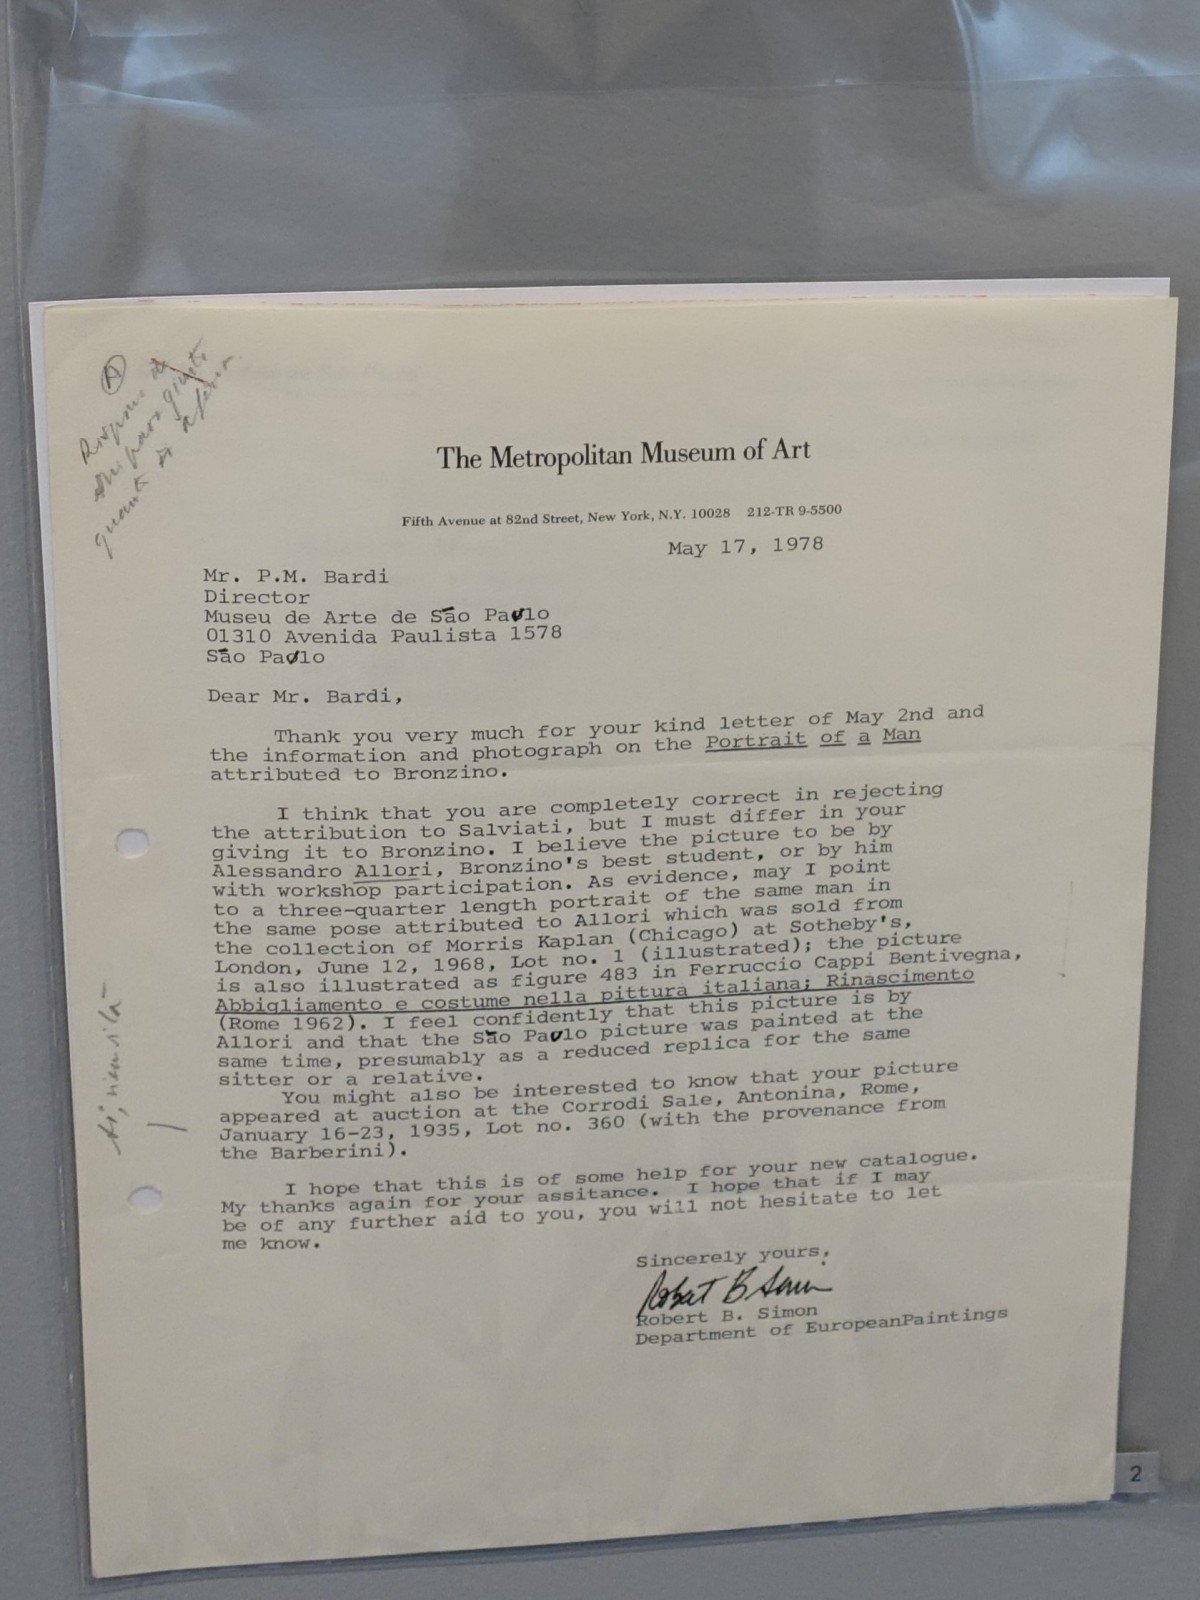 A
The Metropolitan Museum of Art
Fifth Avenue at 82nd Street, New York, N.Y. 10028 212-TR 9-5500
May 17, 1978
Mr. P.M. Bardi
Director
Museu de Arte de São Paulo
01310 Avenida Paulista 1578
São Paulo
Dear Mr. Bardi,
Thank you very much for your kind letter of May 2nd and
the information and photograph on the Portrait of a Man
attributed to Bronzino.
I think that you are completely correct in rejecting
the attribution to Salviati, but I must differ in your
giving it to Bronzino. I believe the picture to be by
Alessandro Allori, Bronzino's best student, or by him
with workshop participation. As evidence, may I point
to a three-quarter length portrait of the same man in
the same pose attributed to Allori which was sold from
the collection of Morris Kaplan (Chicago) at Sotheby's,
London, June 12, 1968, Lot no. 1 (illustrated); the picture
is also illustrated as figure 483 in Ferruccio Cappi Bentivegna,
Abbigliamento e costume nella pittura italiana; Rinascimento
(Rome 1962). I feel confidently that this picture is by
Allori and that the São Paulo picture was painted at the
same time, presumably as a reduced replica for the same
sitter or a relative.
You might also be interested to know that your picture
appeared at auction at the Corrodi Sale, Antonina, Rome,
January 16-23, 1935, Lot no. 360 (with the provenance from
the Barberini).
I hope that this is of some help for your new catalogue.
My thanks again for your assitance. I hope that if I may
be of any further aid to you, you will not hesitate to let
me know.
Sincerely yours,
Robert B Simon
Robert B. Simon
Department of EuropeanPaintings
2